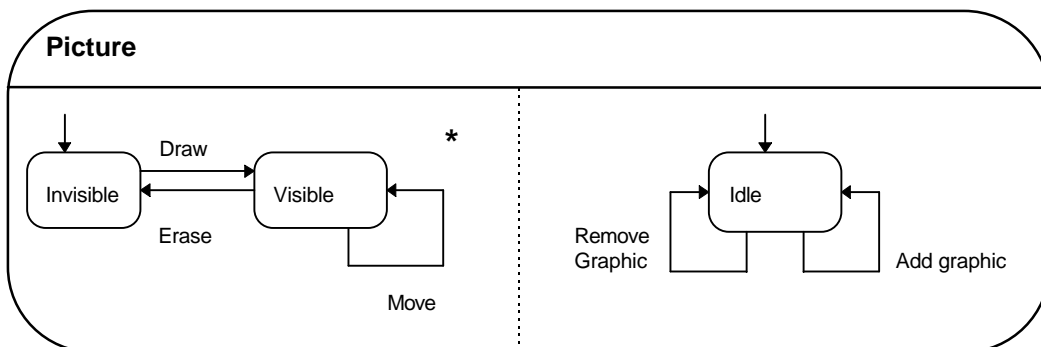 Picture
*
Draw
Invisible
Visible
Erase
Move
Idle
Remove
Graphic
Add graphic